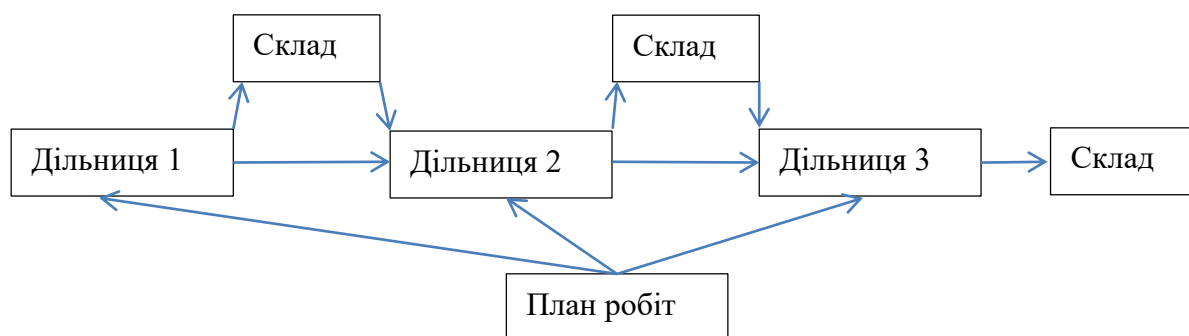 Склад
Склад
Дільниця 1
Дільниця 2
Дільниця 3
Склад
План робіт